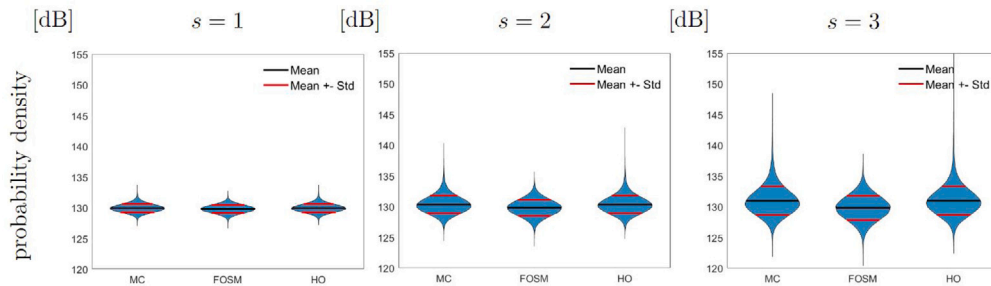 [dB] s = 1 [dB] s = 2 [dB] s = 3
probability density
155
150
145
140
135
130
125
120
Mean
Mean +- Std
MC FOSM HO
155
150
145
140
135
130
125
120
Mean
Mean +- Std
MC FOSM HO
155
150
145
140
135
130
125
120
Mean
Mean +- Std
MC FOSM HO